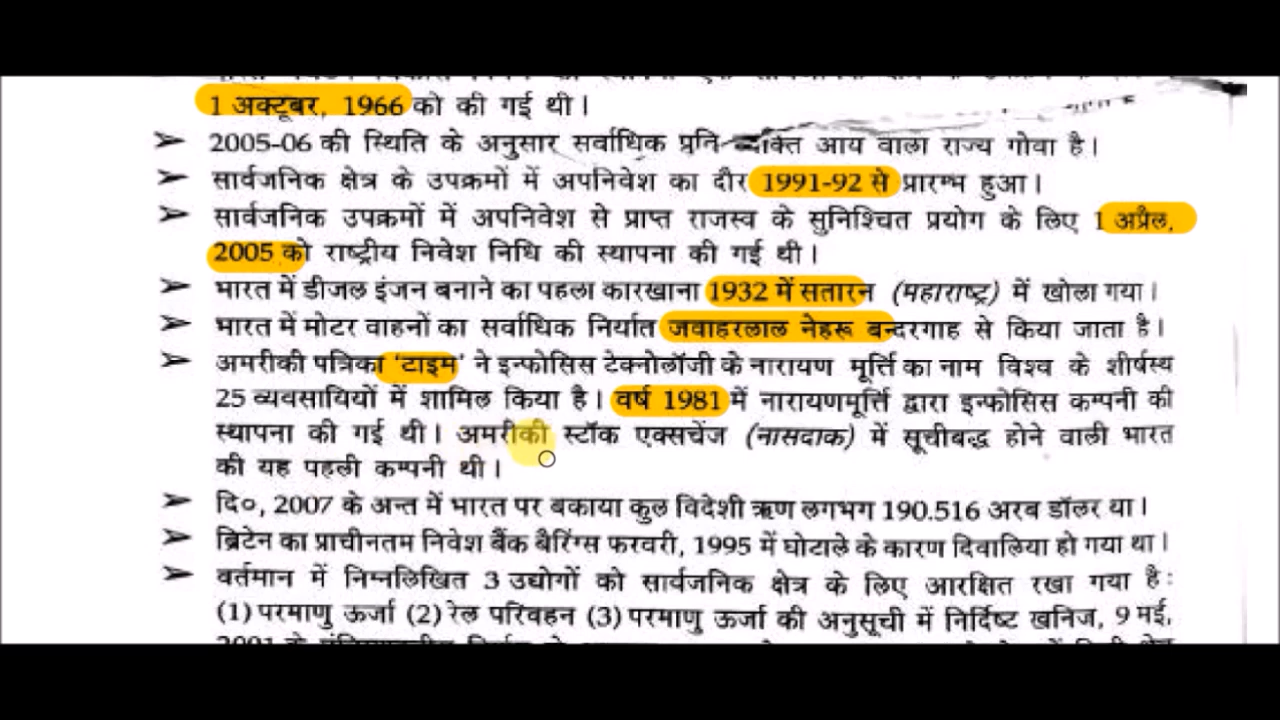 1 अक्टूबर, 1966 को की गई थी।
➤ 2005-06 की स्थिति के अनुसार सर्वाधिक प्रति आय वाला राज्य गोवा है।
➤ सार्वजनिक क्षेत्र के उपक्रमों में अपनिवेश का दौर 1991-92 से प्रारम्भ हुआ।
➤ सार्वजनिक उपक्रमों में अपनिवेश से प्राप्त राजस्व के सुनिश्चित प्रयोग के लिए 1 अप्रैल,
2005 को राष्ट्रीय निवेश निधि की स्थापना की गई थी।
➤ भारत में डीजल इंजन बनाने का पहला कारखाना 1932 में सतारन (महाराष्ट्र) में खोला गया।
➤ भारत में मोटर वाहनों का सर्वाधिक निर्यात जवाहरलाल नेहरू बन्दरगाह से किया जाता है।
➤ अमरीकी पत्रिका ‘टाइम’ ने इन्फोसिस टेक्नोलॉजी के नारायण मूर्त्ति का नाम विश्व के शीर्षस्थ
25 व्यवसायियों में शामिल किया है। वर्ष 1981 में नारायणमूर्त्ति द्वारा इन्फोसिस कम्पनी की
स्थापना की गई थी। अमरीकी स्टॉक एक्सचेंज (नासदाक) में सूचीबद्ध होने वाली भारत
की यह पहली कम्पनी थी।
➤ दि०, 2007 के अन्त में भारत पर बकाया कुल विदेशी ऋण लगभग 190.516 अरब डॉलर था।
➤ ब्रिटेन का प्राचीनतम निवेश बैंक बैरिंग्स फरवरी, 1995 में घोटाले के कारण दिवालिया हो गया था।
➤ वर्तमान में निम्नलिखित 3 उद्योगों को सार्वजनिक क्षेत्र के लिए आरक्षित रखा गया है:
(1) परमाणु ऊर्जा (2) रेल परिवहन (3) परमाणु ऊर्जा की अनुसूची में निर्दिष्ट खनिज, 9 मई,